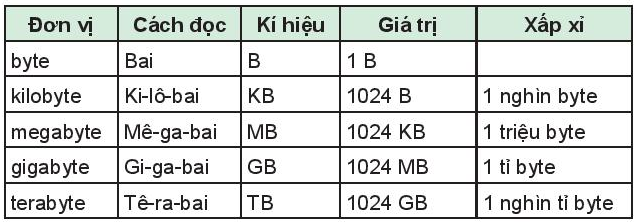 Đơn vị Cách đọc Kí hiệu Giá trị Xấp xỉ
byte Bai B 1 B
kilobyte Ki-lô-bai KB 1024 B 1 nghìn byte
megabyte Mê-ga-bai MB 1024 KB 1 triệu byte
gigabyte Gi-ga-bai GB 1024 MB 1 tỉ byte
terabyte Tê-ra-bai TB 1024 GB 1 nghìn tỉ byte